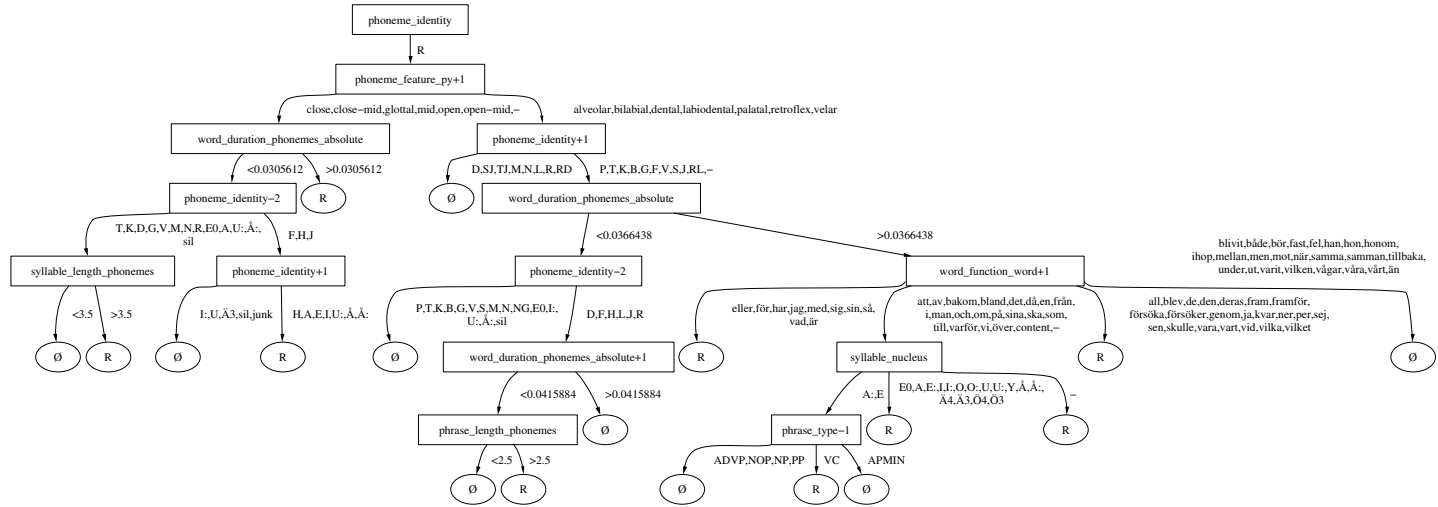 phoneme_identity
R
phoneme_feature_py+1
close,close−mid,glottal,mid,open,open−mid,−
alveolar,bilabial,dental,labiodental,palatal,retroflex,velar
word_duration_phonemes_absolute
phoneme_identity+1
<0.0305612
>0.0305612
D,SJ,TJ,M,N,L,R,RD
P,T,K,B,G,F,V,S,J,RL,−
phoneme_identity−2
R
Ø
word_duration_phonemes_absolute
T,K,D,G,V,M,N,R,E0,A,U:,Å:,
sil
F,H,J
<0.0366438
>0.0366438
syllable_length_phonemes
phoneme_identity+1
phoneme_identity−2
word_function_word+1
blivit,både,bör,fast,fel,han,hon,honom,
ihop,mellan,men,mot,när,samma,samman,tillbaka,
under,ut,varit,vilken,vågar,våra,vårt,än
<3.5
>3.5
I:,U,Ä3,sil,junk
H,A,E,I,U:,Å,Å:
P,T,K,B,G,V,S,M,N,NG,E0,I:,
U:,Å:,sil
D,F,H,L,J,R
eller,för,har,jag,med,sig,sin,så,
vad,är
att,av,bakom,bland,det,då,en,från,
i,man,och,om,på,sina,ska,som,
till,varför,vi,över,content,−
all,blev,de,den,deras,fram,framför,
försöka,försöker,genom,ja,kvar,ner,per,sej,
sen,skulle,vara,vart,vid,vilka,vilket
Ø
R
Ø
R
Ø
word_duration_phonemes_absolute+1
R
syllable_nucleus
R
Ø
<0.0415884
>0.0415884
A:,E
E0,A,E:,I,I:,O,O:,U,U:,Y,Å,Å:,
Ä4,Ä3,Ö4,Ö3
−
phrase_length_phonemes
Ø
phrase_type−1
R
R
<2.5
>2.5
ADVP,NOP,NP,PP
VC
APMIN
Ø
R
Ø
R
Ø